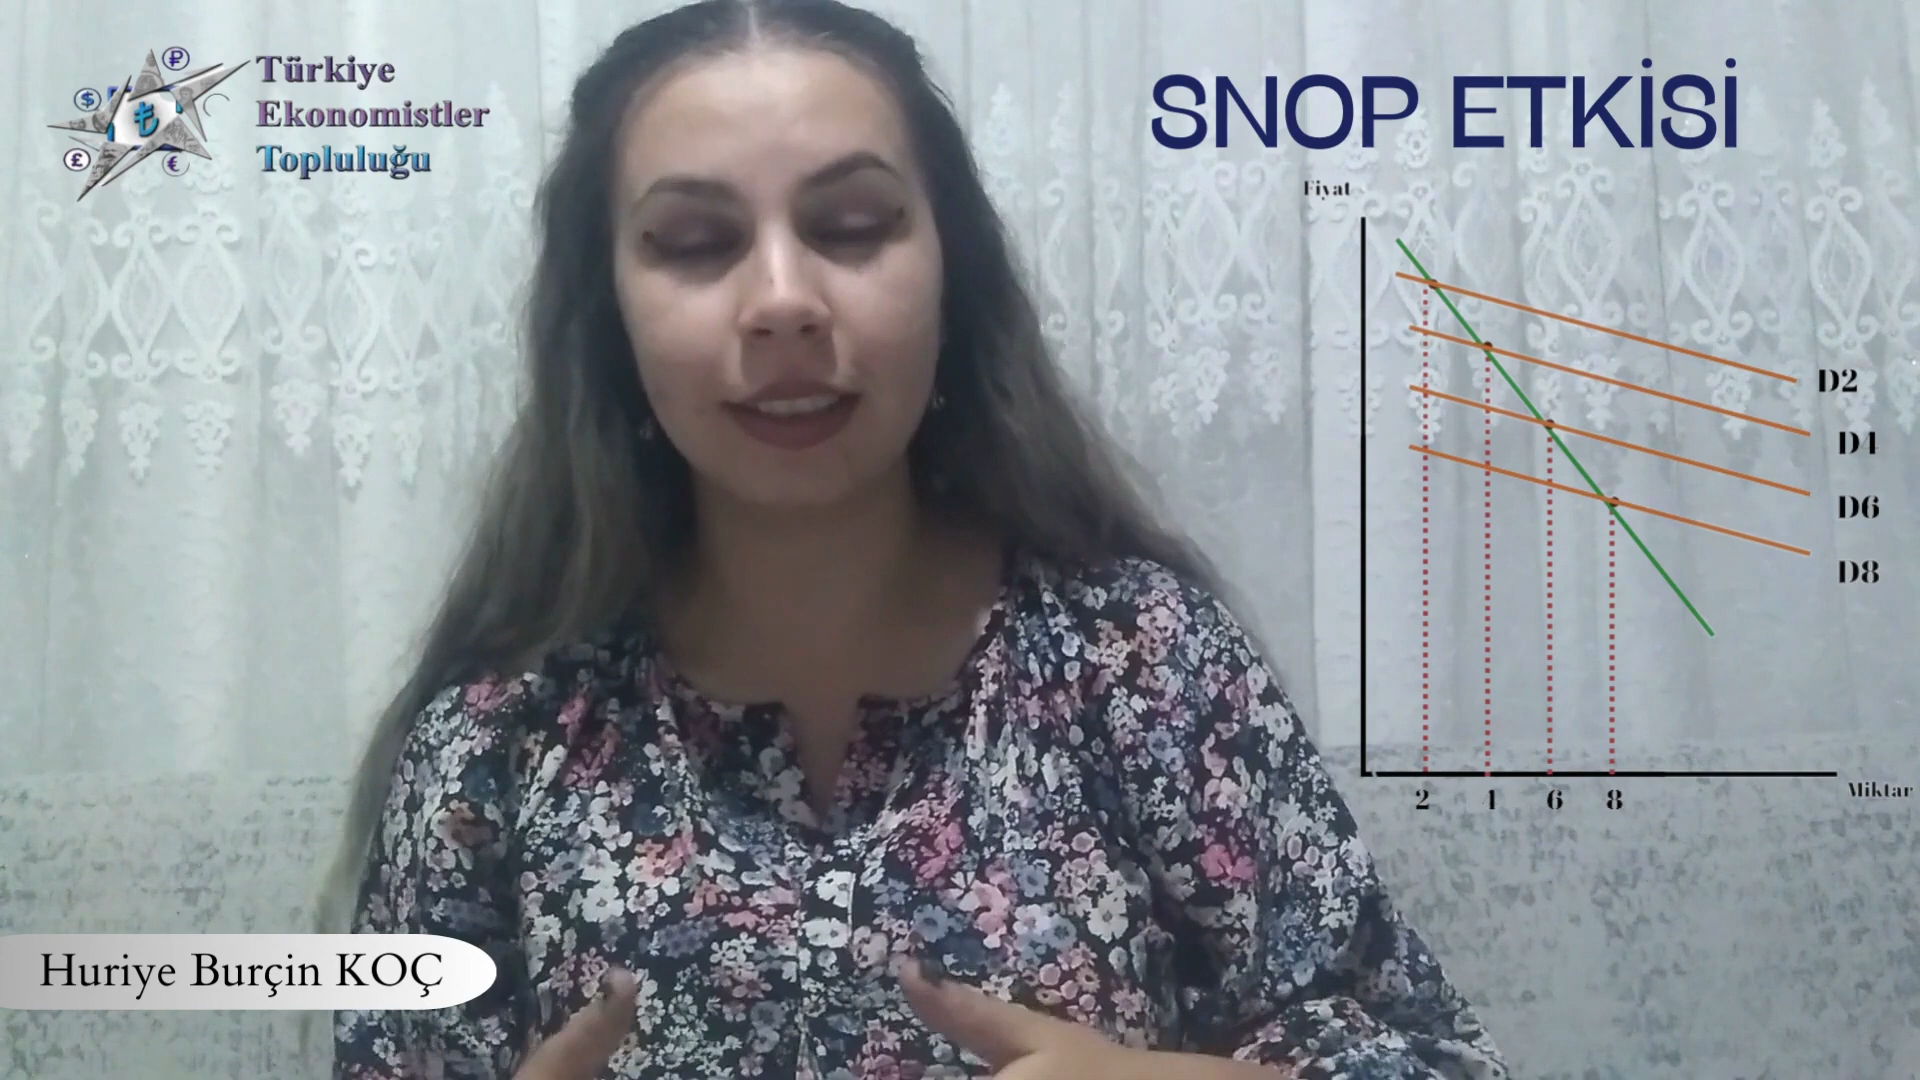 Türkiye
Ekonomistler
Topluluğu
SNOP ETKİSİ
Fiyat
D2
D4
D6
D8
2 4 6 8
Miktar
Huriye Burçin KOÇ